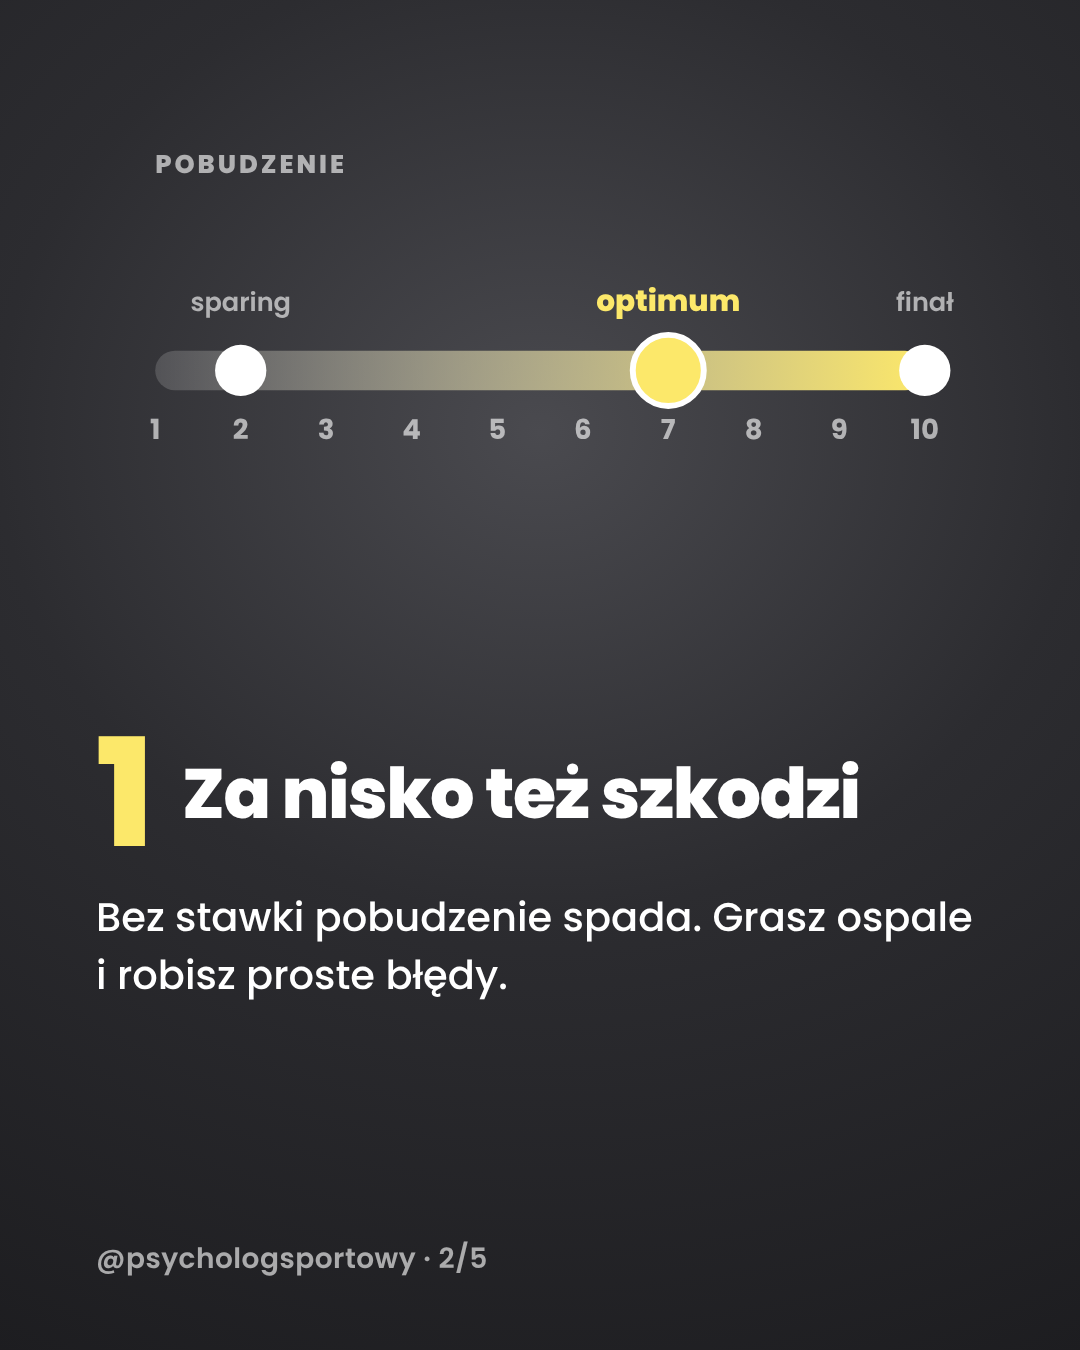 POBUDZENIE
sparing optimum finał
1 2 3 4 5 6 7 8 9 10
1 Za nisko też szkodzi
Bez stawki pobudzenie spada. Grasz ospale
i robisz proste błędy.
@psychologsportowy · 2/5